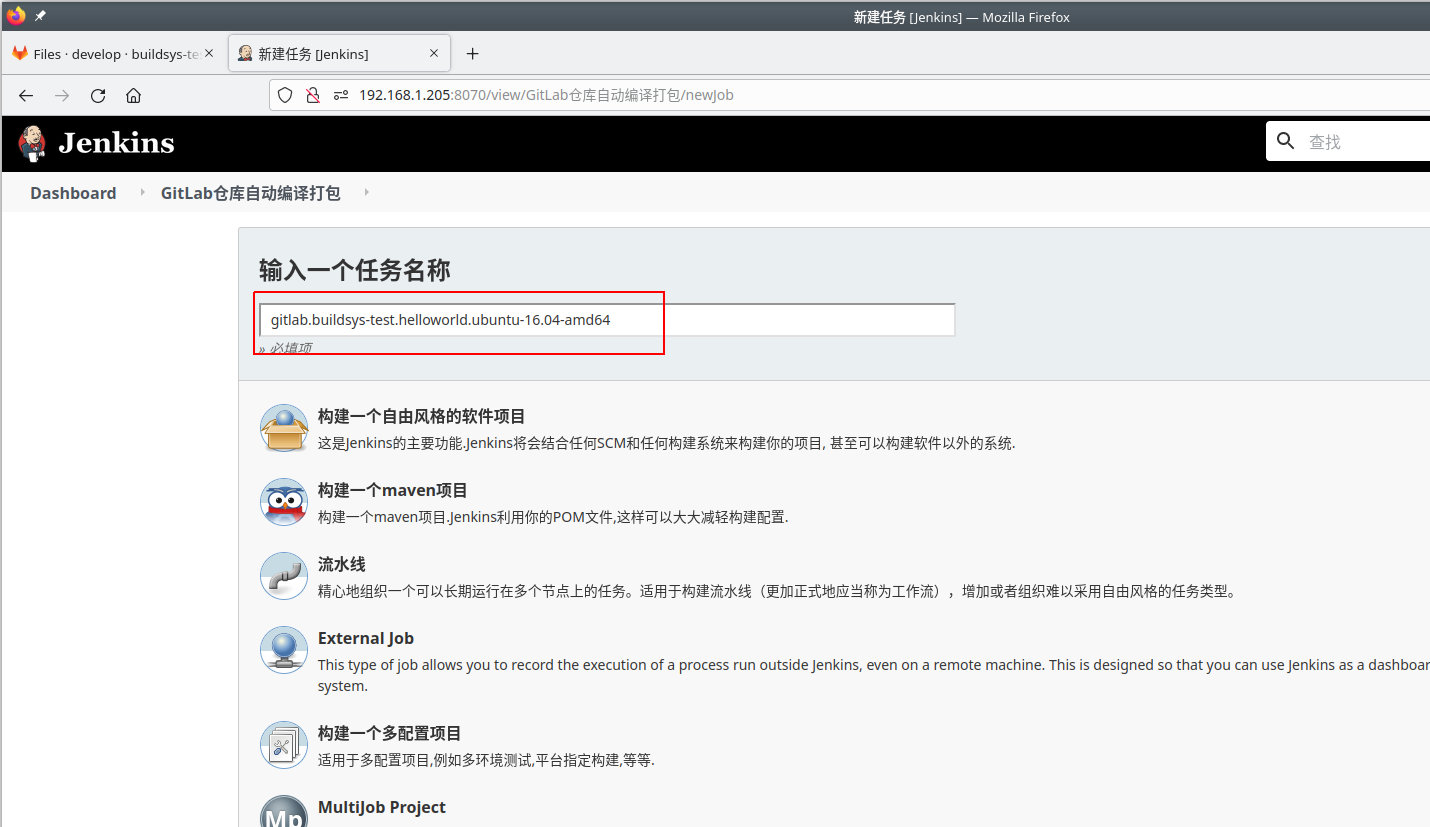 新建任务 [Jenkins] — Mozilla Firefox
Files · develop · buildsys-te
新建任务 [Jenkins]
192.168.1.205:8070/view/GitLab仓库自动编译打包/newJob
Jenkins
查找
Dashboard
GitLab仓库自动编译打包
输入一个任务名称
gitlab.buildsys-test.helloworld.ubuntu-16.04-amd64
» 必填项
构建一个自由风格的软件项目
这是Jenkins的主要功能.Jenkins将会结合任何SCM和任何构建系统来构建你的项目, 甚至可以构建软件以外的系统.
构建一个maven项目
构建一个maven项目.Jenkins利用你的POM文件,这样可以大大减轻构建配置.
流水线
精心地组织一个可以长期运行在多个节点上的任务。适用于构建流水线（更加正式地应当称为工作流），增加或者组织难以采用自由风格的任务类型。
External Job
This type of job allows you to record the execution of a process run outside Jenkins, even on a remote machine. This is designed so that you can use Jenkins as a dashboar
system.
构建一个多配置项目
适用于多配置项目,例如多环境测试,平台指定构建,等等.
Mp
MultiJob Project